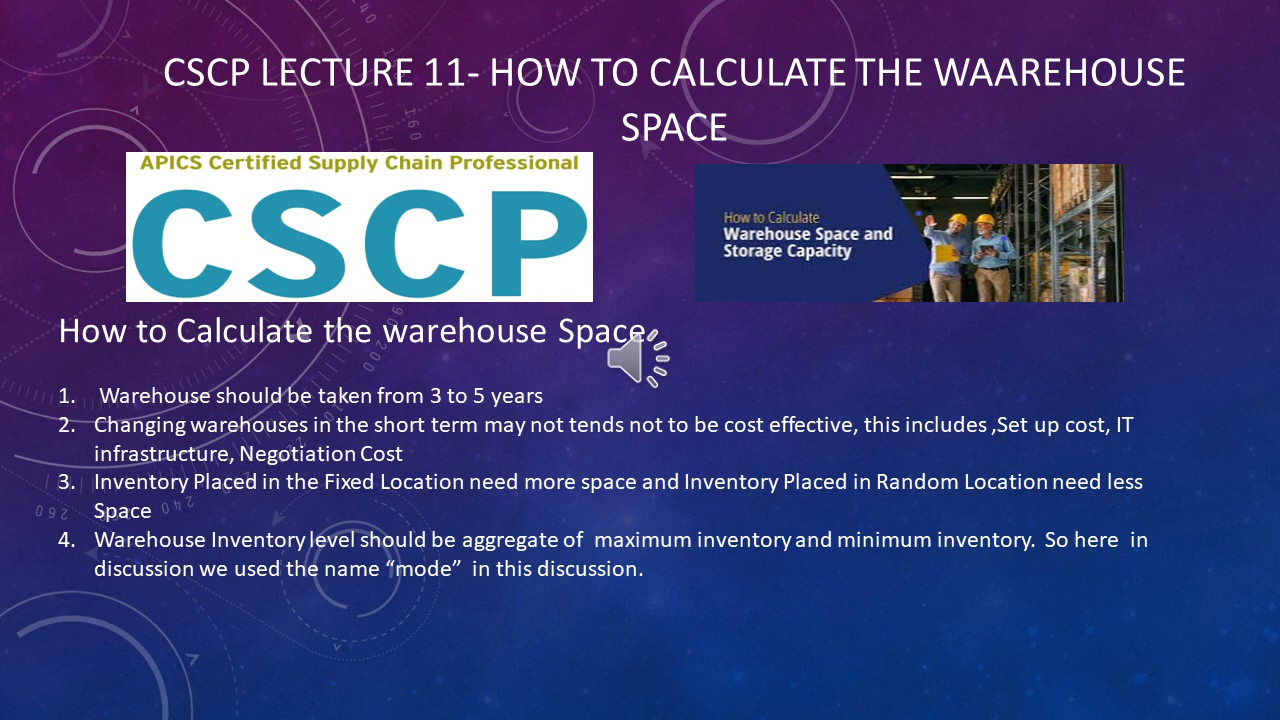 CSCP LECTURE 11- HOW TO CALCULATE THE WAAREHOUSE
SPACE
APICS Certified Supply Chain Professional
CSCP
How to Calculate
Warehouse Space and
Storage Capacity
How to Calculate the warehouse Space
1. Warehouse should be taken from 3 to 5 years
2. Changing warehouses in the short term may not tends not to be cost effective, this includes ,Set up cost, IT
infrastructure, Negotiation Cost
3. Inventory Placed in the Fixed Location need more space and Inventory Placed in Random Location need less
Space
4. Warehouse Inventory level should be aggregate of maximum inventory and minimum inventory. So here in
discussion we used the name “mode” in this discussion.